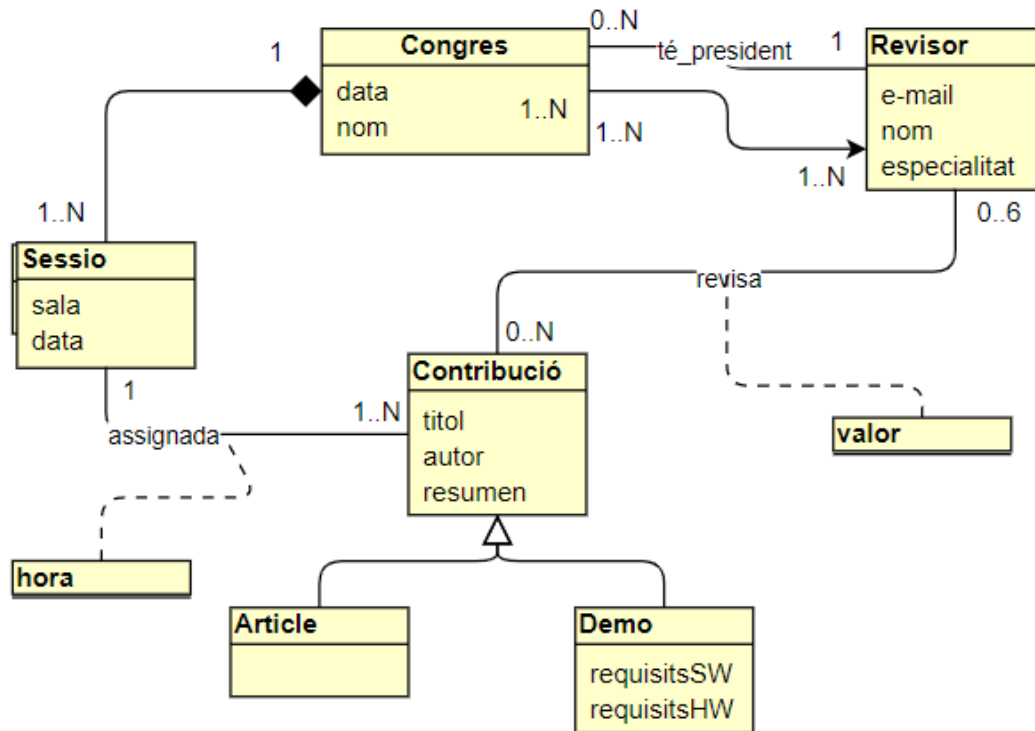 0..N
1
Congres
té_president
1
Revisor
data
nom
1..N
1..N
1..N
e-mail
nom
especialitat
1..N
0..6
Sessio
sala
data
revisa
0..N
1
1..N
assignada
Contribució
titol
autor
resumen
valor
hora
Article
Demo
requisitsSW
requisitsHW